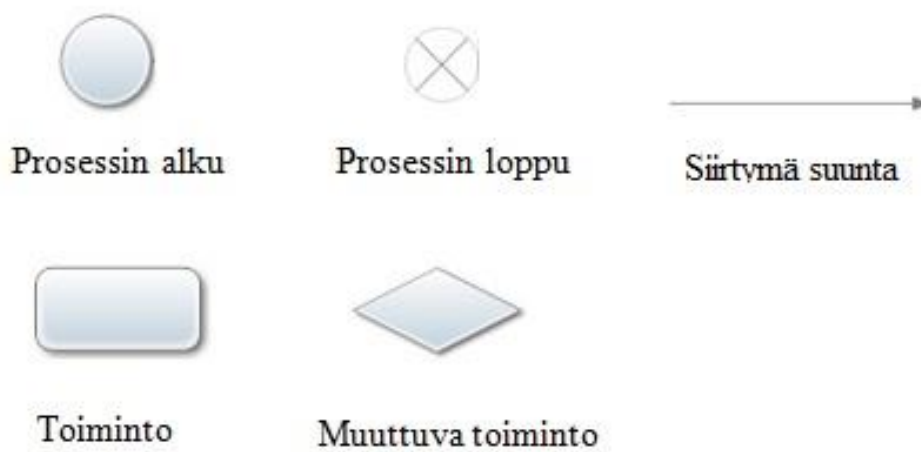 Prosessin alku
Prosessin loppu
Siirtymä suunta
Toiminto
Muuttuva toiminto